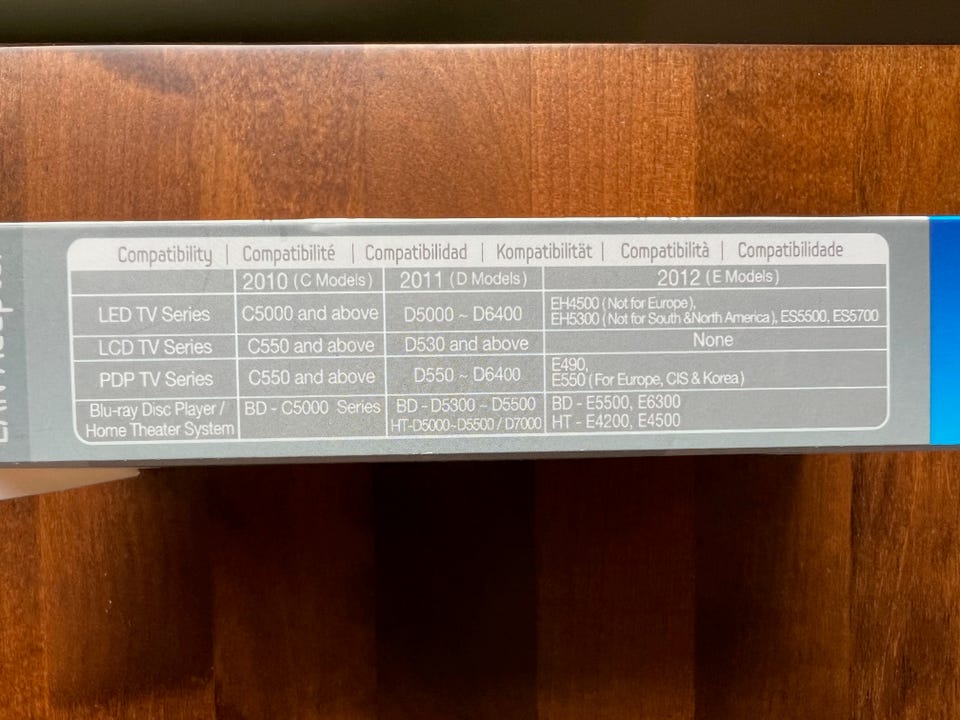 Compatibility | Compatibilité | Compatibilidad | Kompatibilität | Compatibilità | Compatibilidade
2010 (C Models) 2011 (D Models) 2012 (E Models)
LED TV Series C5000 and above D5000 ~ D6400 EH4500 (Not for Europe),
EH5300 (Not for South &North America), ES5500, ES5700
LCD TV Series C550 and above D530 and above None
PDP TV Series C550 and above D550 ~ D6400 E490,
E550 (For Europe, CIS & Korea)
Blu-ray Disc Player / BD - C5000 Series BD - D5300 ~ D5500 BD - E5500, E6300
Home Theater System HT-D5000~D5500 / D7000 HT - E4200, E4500